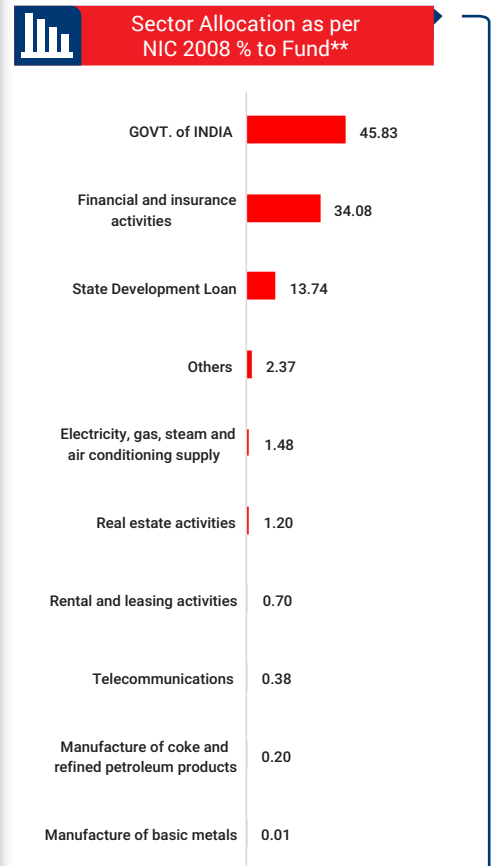 Sector Allocation as per
NIC 2008 % to Fund**
GOVT. of INDIA 45.83
Financial and insurance
activities 34.08
State Development Loan 13.74
Others 2.37
Electricity, gas, steam and
air conditioning supply 1.48
Real estate activities 1.20
Rental and leasing activities 0.70
Telecommunications 0.38
Manufacture of coke and
refined petroleum products 0.20
Manufacture of basic metals 0.01